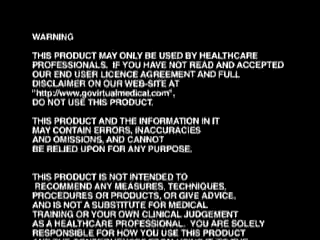 WARNING
THIS PRODUCT MAY ONLY BE USED BY HEALTHCARE
PROFESSIONALS. IF YOU HAVE NOT READ AND ACCEPTED
OUR END USER LICENCE AGREEMENT AND FULL
DISCLAIMER ON OUR WEB-SITE AT
"http://www.govirtualmedical.com",
DO NOT USE THIS PRODUCT.
THIS PRODUCT AND THE INFORMATION IN IT
MAY CONTAIN ERRORS, INACCURACIES
AND OMISSIONS, AND CANNOT
BE RELIED UPON FOR ANY PURPOSE.
THIS PRODUCT IS NOT INTENDED TO
RECOMMEND ANY MEASURES, TECHNIQUES,
PROCEDURES OR PRODUCTS, OR GIVE ADVICE,
AND IS NOT A SUBSTITUTE FOR MEDICAL
TRAINING OR YOUR OWN CLINICAL JUDGEMENT
AS A HEALTHCARE PROFESSIONAL. YOU ARE SOLELY
RESPONSIBLE FOR HOW YOU USE THIS PRODUCT